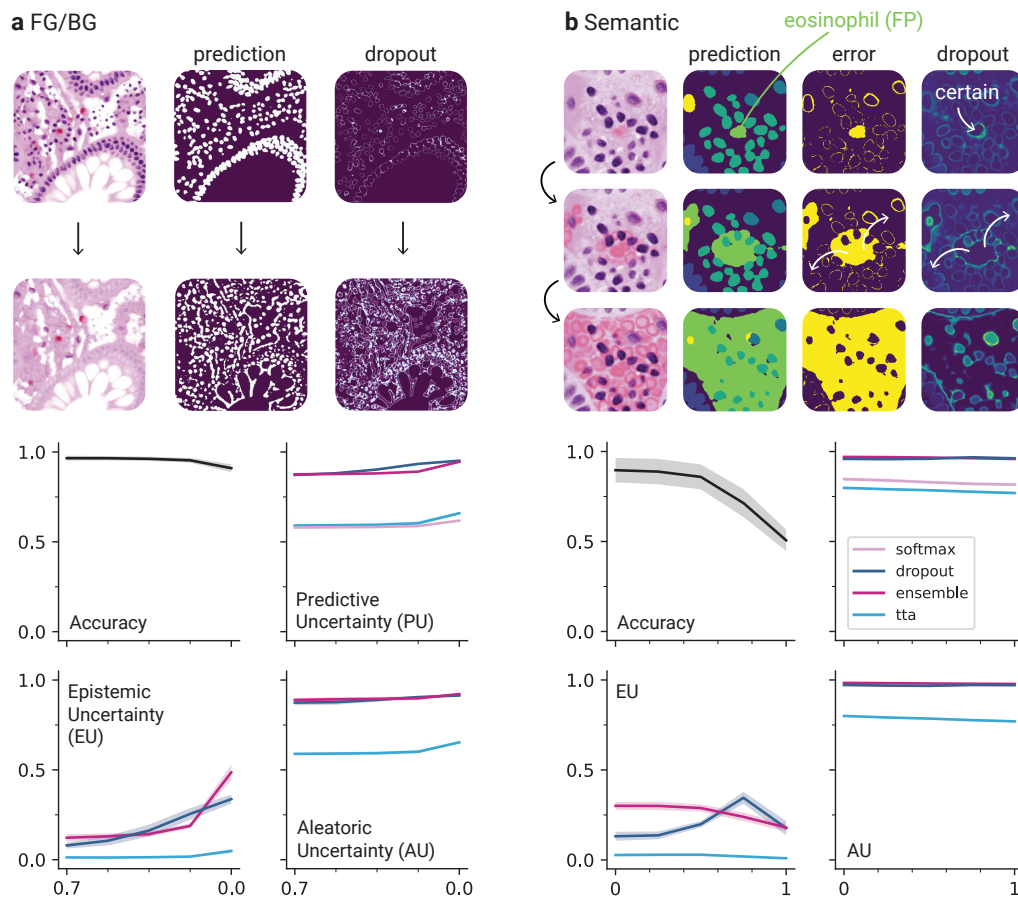 a FG/BG
prediction
dropout
b Semantic
eosinophil (FP)
prediction
error
dropout
certain
1.0
0.5
0.0
Accuracy
Predictive
Uncertainty (PU)
1.0
0.5
0.0
Accuracy
softmax
dropout
ensemble
tta
1.0
0.5
0.0
0.7
0.0
Epistemic
Uncertainty
(EU)
0.7
0.0
Aleatoric
Uncertainty (AU)
1.0
0.5
0.0
0
1
EU
0
1
AU